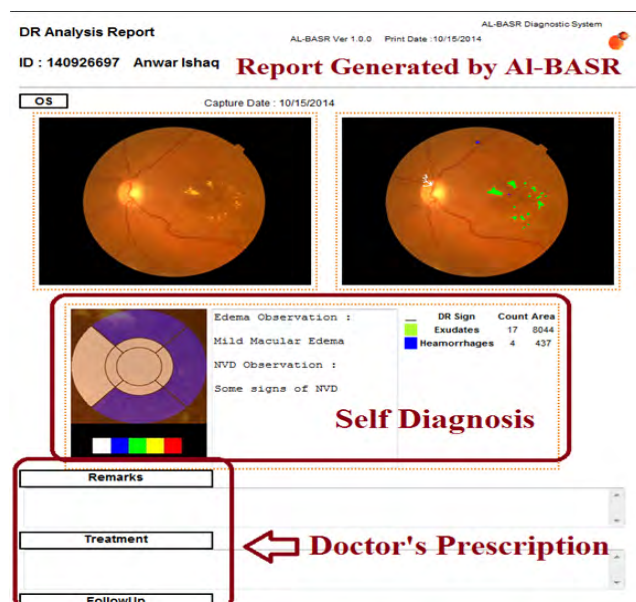 AL-BASR Diagnostic System
DR Analysis Report
AL-BASR Ver 1.0.0 Print Date :10/15/2014
ID : 140926697 Anwar Ishaq
Report Generated by Al-BASR
OS
Capture Date : 10/15/2014
Edema Observation :
Mild Macular Edema
NVD Observation :
Some signs of NVD
DR Sign Count Area
Exudates 17 8044
Heamorrhages 4 437
Self Diagnosis
Remarks
Treatment
Doctor's Prescription
FollowUp